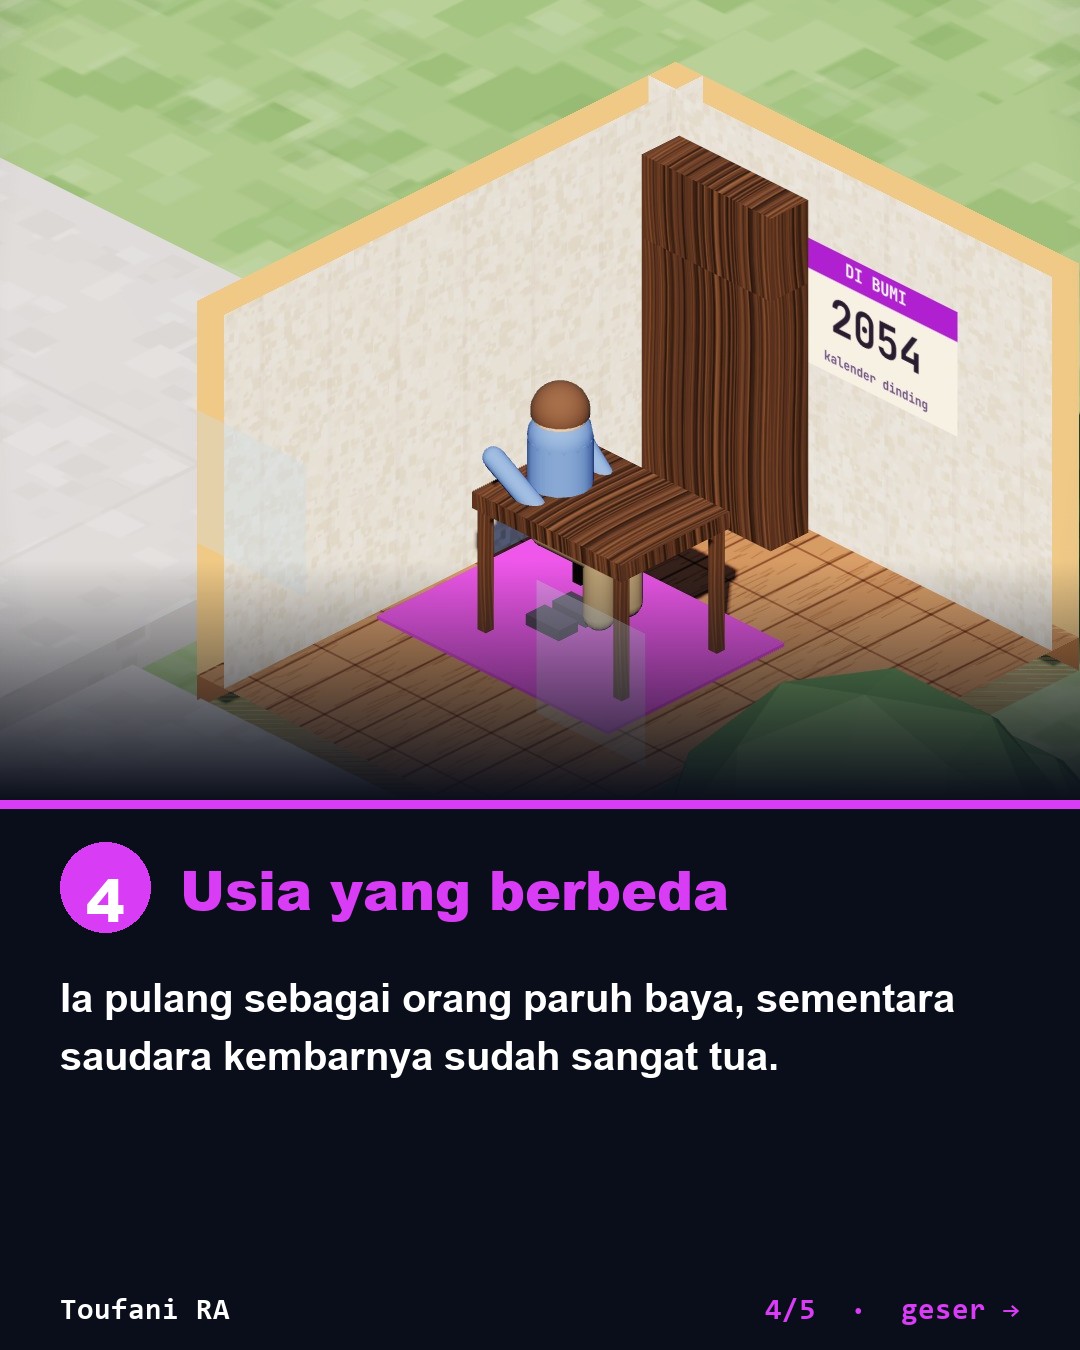 DI BUMI
2054
kalender dinding
4 Usia yang berbeda
Ia pulang sebagai orang paruh baya, sementara
saudara kembarnya sudah sangat tua.
Toufani RA
4/5 · geser →